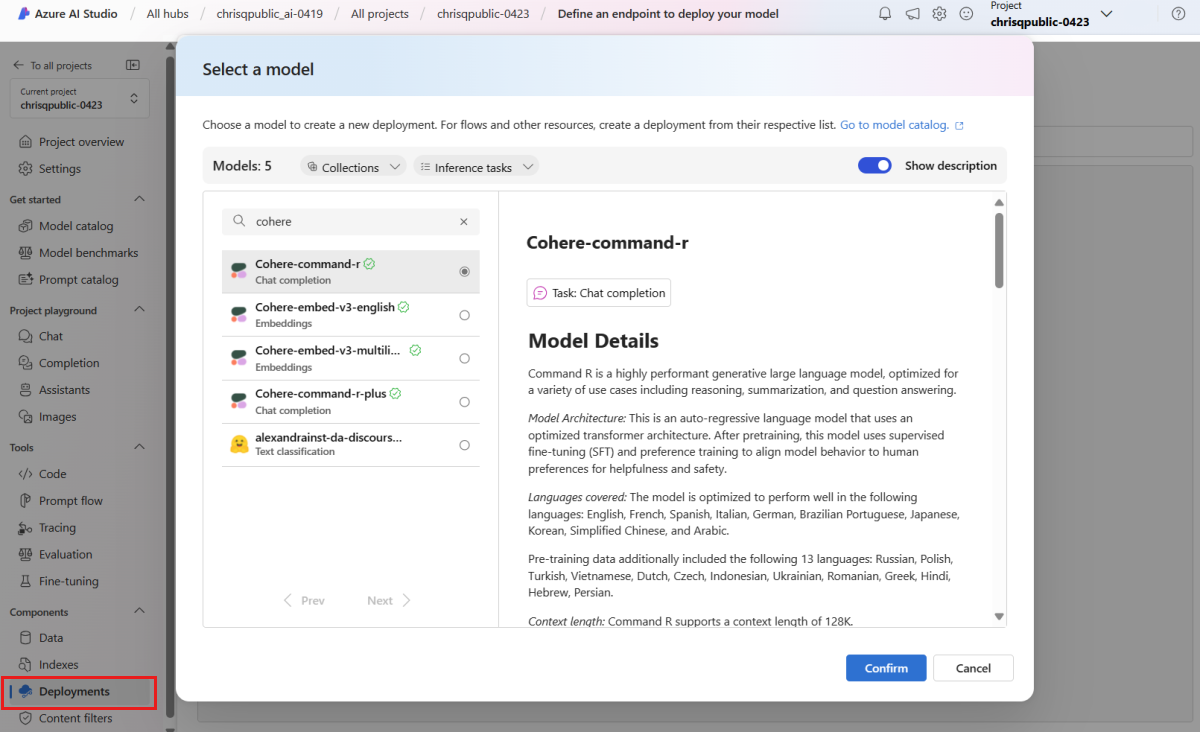 Azure AI Studio / All hubs / chrisqpublic_ai-0419 / All projects / chrisqpublic-0423 / Define an endpoint to deploy your model
Project
chrisqpublic-0423
To all projects
Current project
chrisqpublic-0423
Project overview
Settings
Get started
Model catalog
Model benchmarks
Prompt catalog
Project playground
Chat
Completion
Assistants
Images
Tools
Code
Prompt flow
Tracing
Evaluation
Fine-tuning
Components
Data
Indexes
Deployments
Content filters
Select a model
Choose a model to create a new deployment. For flows and other resources, create a deployment from their respective list. Go to model catalog.
Models: 5
Collections
Inference tasks
Show description
cohere
Cohere-command-r
Chat completion
Cohere-embed-v3-english
Embeddings
Cohere-embed-v3-multili...
Embeddings
Cohere-command-r-plus
Chat completion
alexandrainst-da-discours...
Text classification
Prev
Next
Cohere-command-r
Task: Chat completion
Model Details
Command R is a highly performant generative large language model, optimized for
a variety of use cases including reasoning, summarization, and question answering.
Model Architecture: This is an auto-regressive language model that uses an
optimized transformer architecture. After pretraining, this model uses supervised
fine-tuning (SFT) and preference training to align model behavior to human
preferences for helpfulness and safety.
Languages covered: The model is optimized to perform well in the following
languages: English, French, Spanish, Italian, German, Brazilian Portuguese, Japanese,
Korean, Simplified Chinese, and Arabic.
Pre-training data additionally included the following 13 languages: Russian, Polish,
Turkish, Vietnamese, Dutch, Czech, Indonesian, Ukrainian, Romanian, Greek, Hindi,
Hebrew, Persian.
Context length: Command R supports a context length of 128K.
Confirm
Cancel